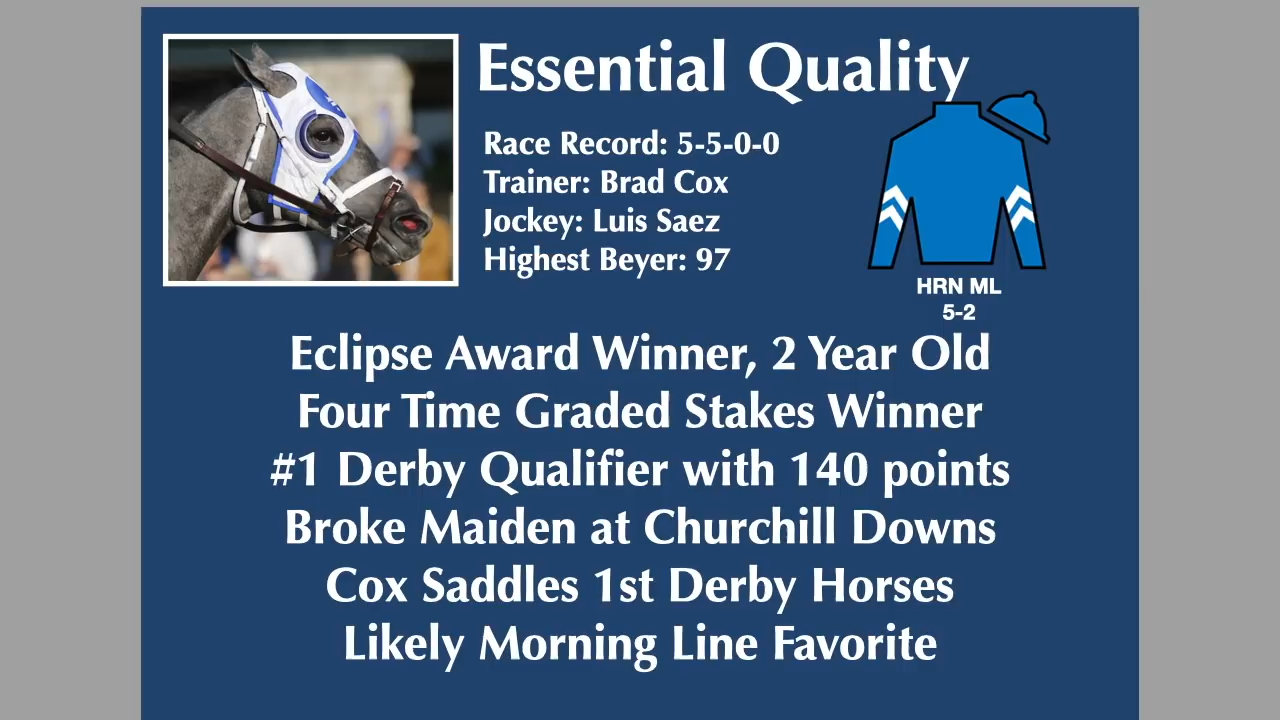 Essential Quality
Race Record: 5-5-0-0
Trainer: Brad Cox
Jockey: Luis Saez
Highest Beyer: 97
HRN ML
5-2
Eclipse Award Winner, 2 Year Old
Four Time Graded Stakes Winner
#1 Derby Qualifier with 140 points
Broke Maiden at Churchill Downs
Cox Saddles 1st Derby Horses
Likely Morning Line Favorite